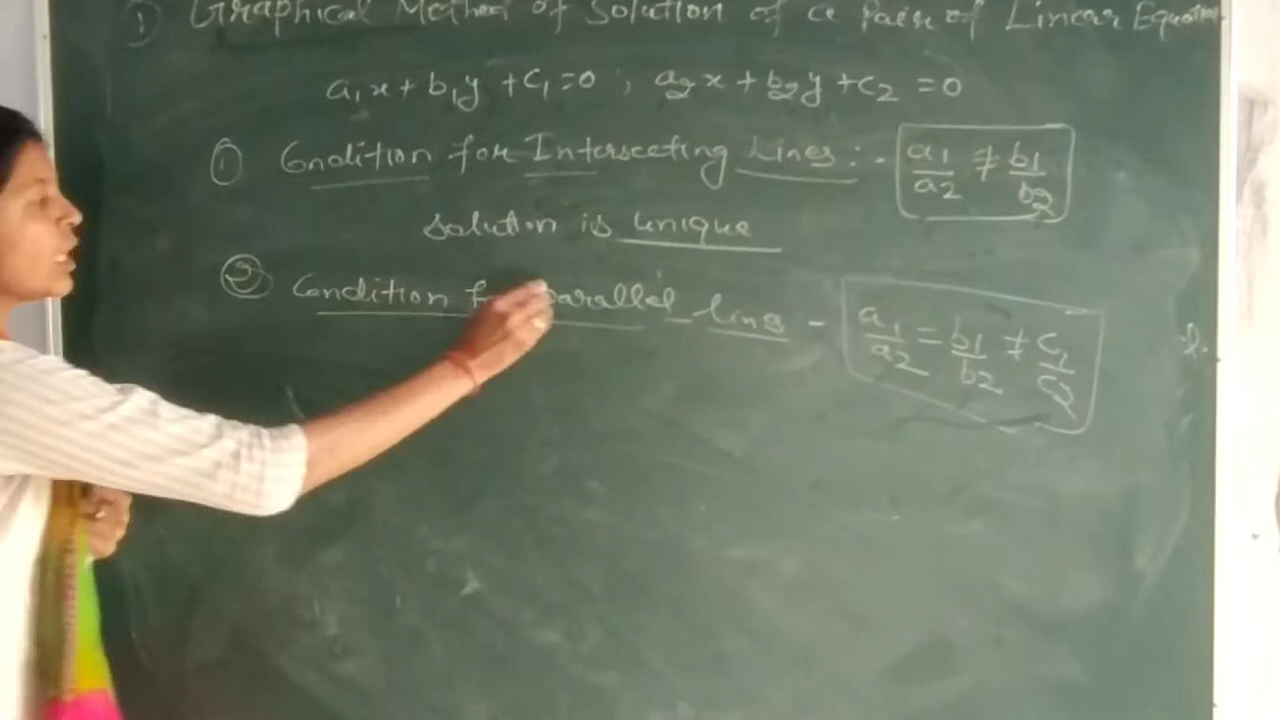 ① Graphical Method of Solution of a Pair of Linear Equation
a₁x + b₁y + C₁ = 0 ; a₂x + b₂y + C₂ = 0
① Condition for Intersecting Lines :- a₁/a₂ ≠ b₁/b₂
Solution is unique
② Condition for parallel lines - a₁/a₂ = b₁/b₂ ≠ C₁/C₂